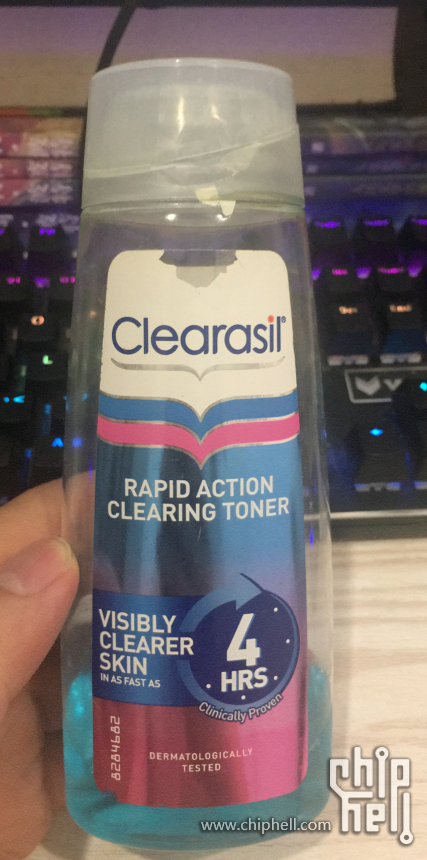 Clearasil®
RAPID ACTION
CLEARING TONER
VISIBLY
CLEARER
SKIN
IN AS FAST AS
4
HRS
Clinically Proven
8284682
DERMATOLOGICALLY
TESTED
chip
hell
www.chiphell.com